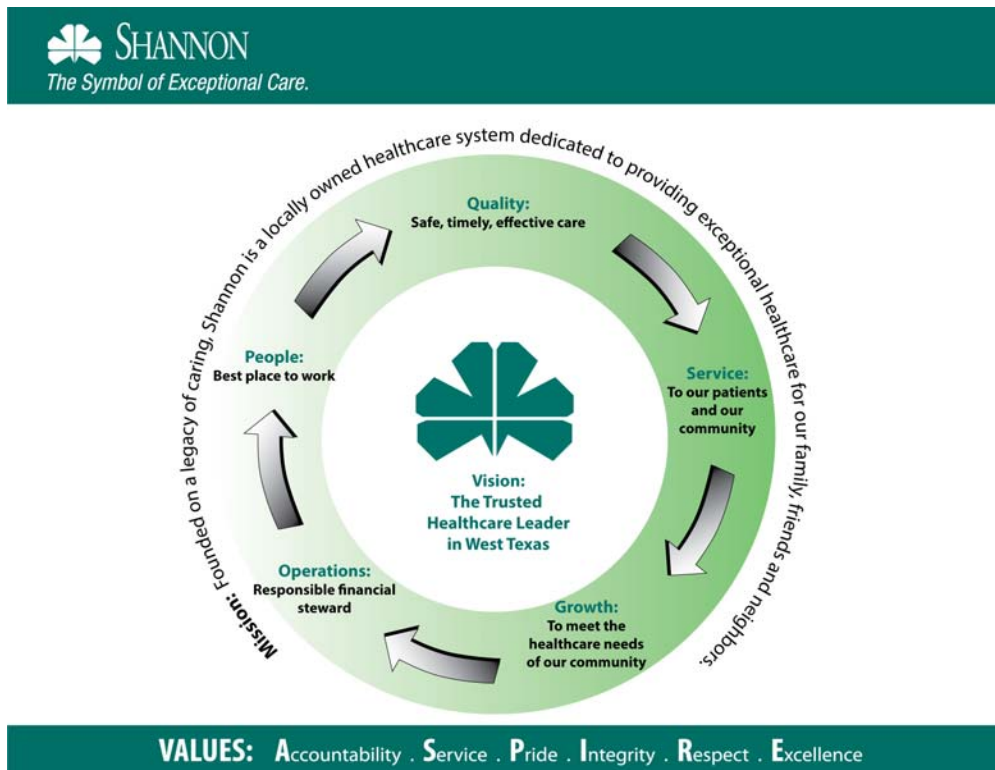 SHANNON
The Symbol of Exceptional Care.
Mission: Founded on a legacy of caring, Shannon is a locally owned healthcare system dedicated to providing exceptional healthcare for our family, friends and neighbors.
Quality:
Safe, timely, effective care
Service:
To our patients
and our
community
Growth:
To meet the
healthcare needs
of our community
Operations:
Responsible financial
steward
People:
Best place to work
Vision:
The Trusted
Healthcare Leader
in West Texas
VALUES: Accountability . Service . Pride . Integrity . Respect . Excellence